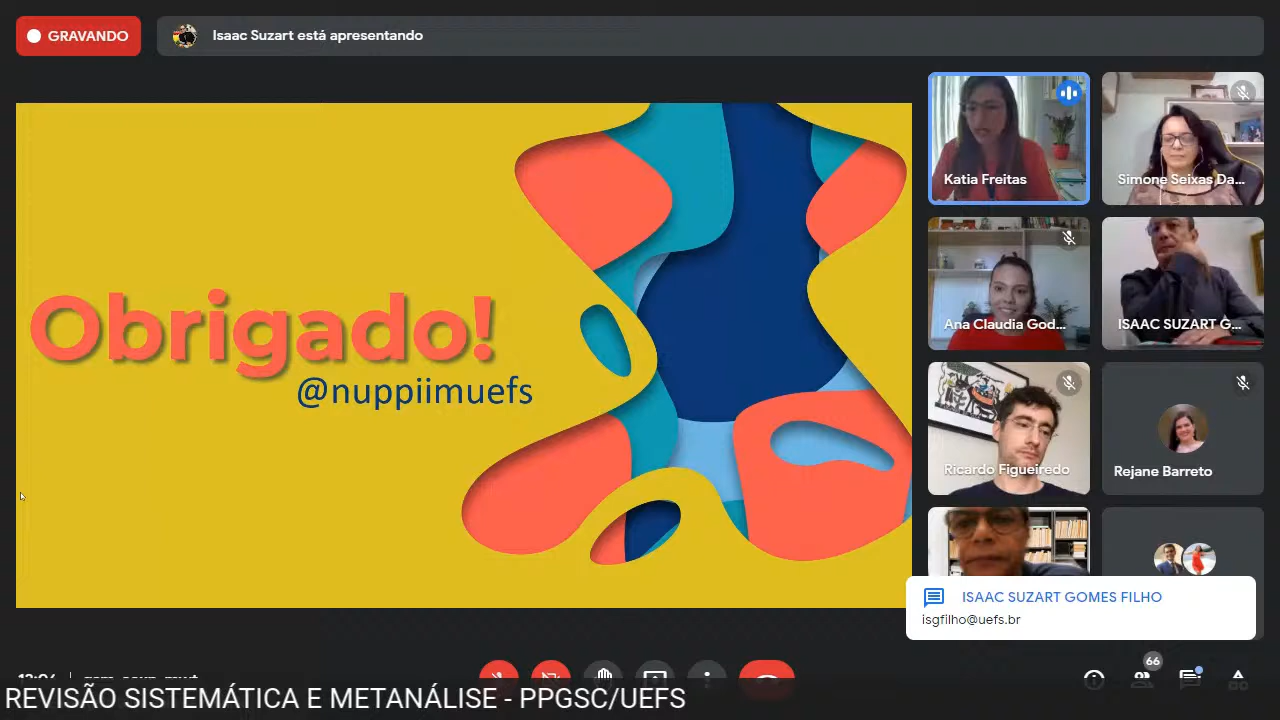 GRAVANDO
Isaac Suzart está apresentando
Obrigado!
@nuppiimuefs
Katia Freitas
Simone Seixas Da...
Ana Claudia God...
ISAAC SUZART G...
Ricardo Figueiredo
Rejane Barreto
ISAAC SUZART GOMES FILHO
isgfilho@uefs.br
66
REVISÃO SISTEMÁTICA E METANÁLISE - PPGSC/UEFS